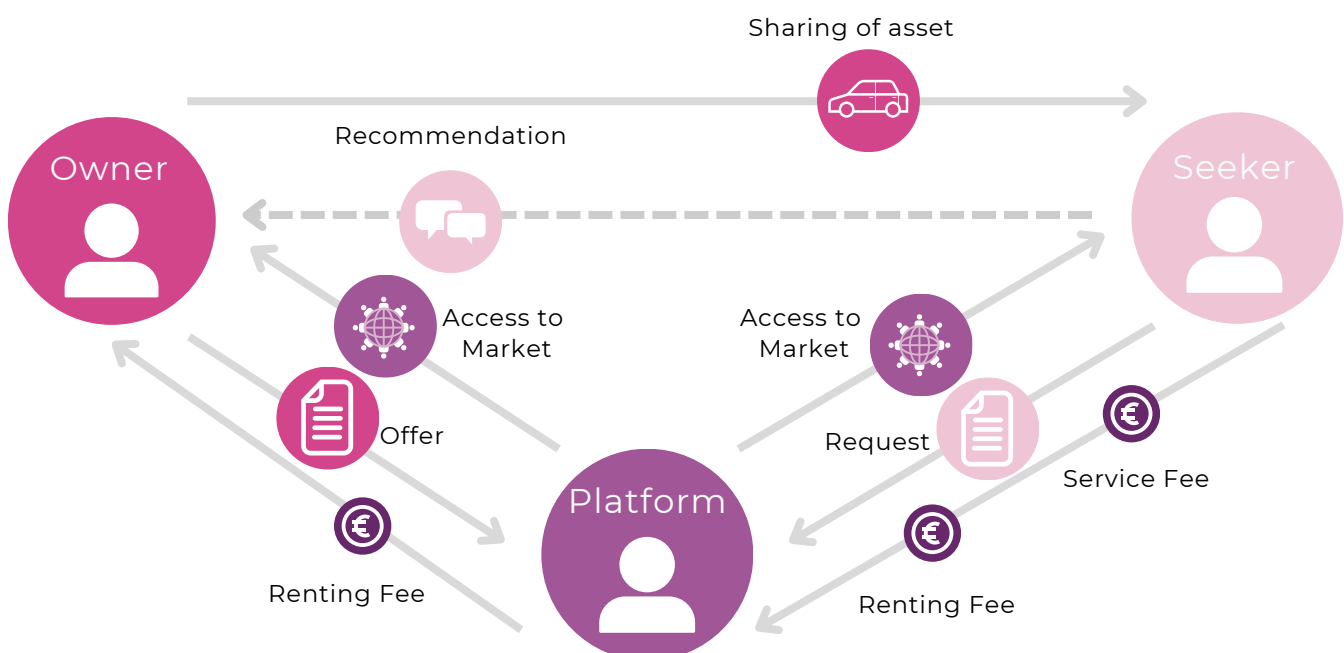 Sharing of asset
Recommendation
Owner
Seeker
Access to
Market
Access to
Market
Offer
Request
Service Fee
Platform
Renting Fee
Renting Fee